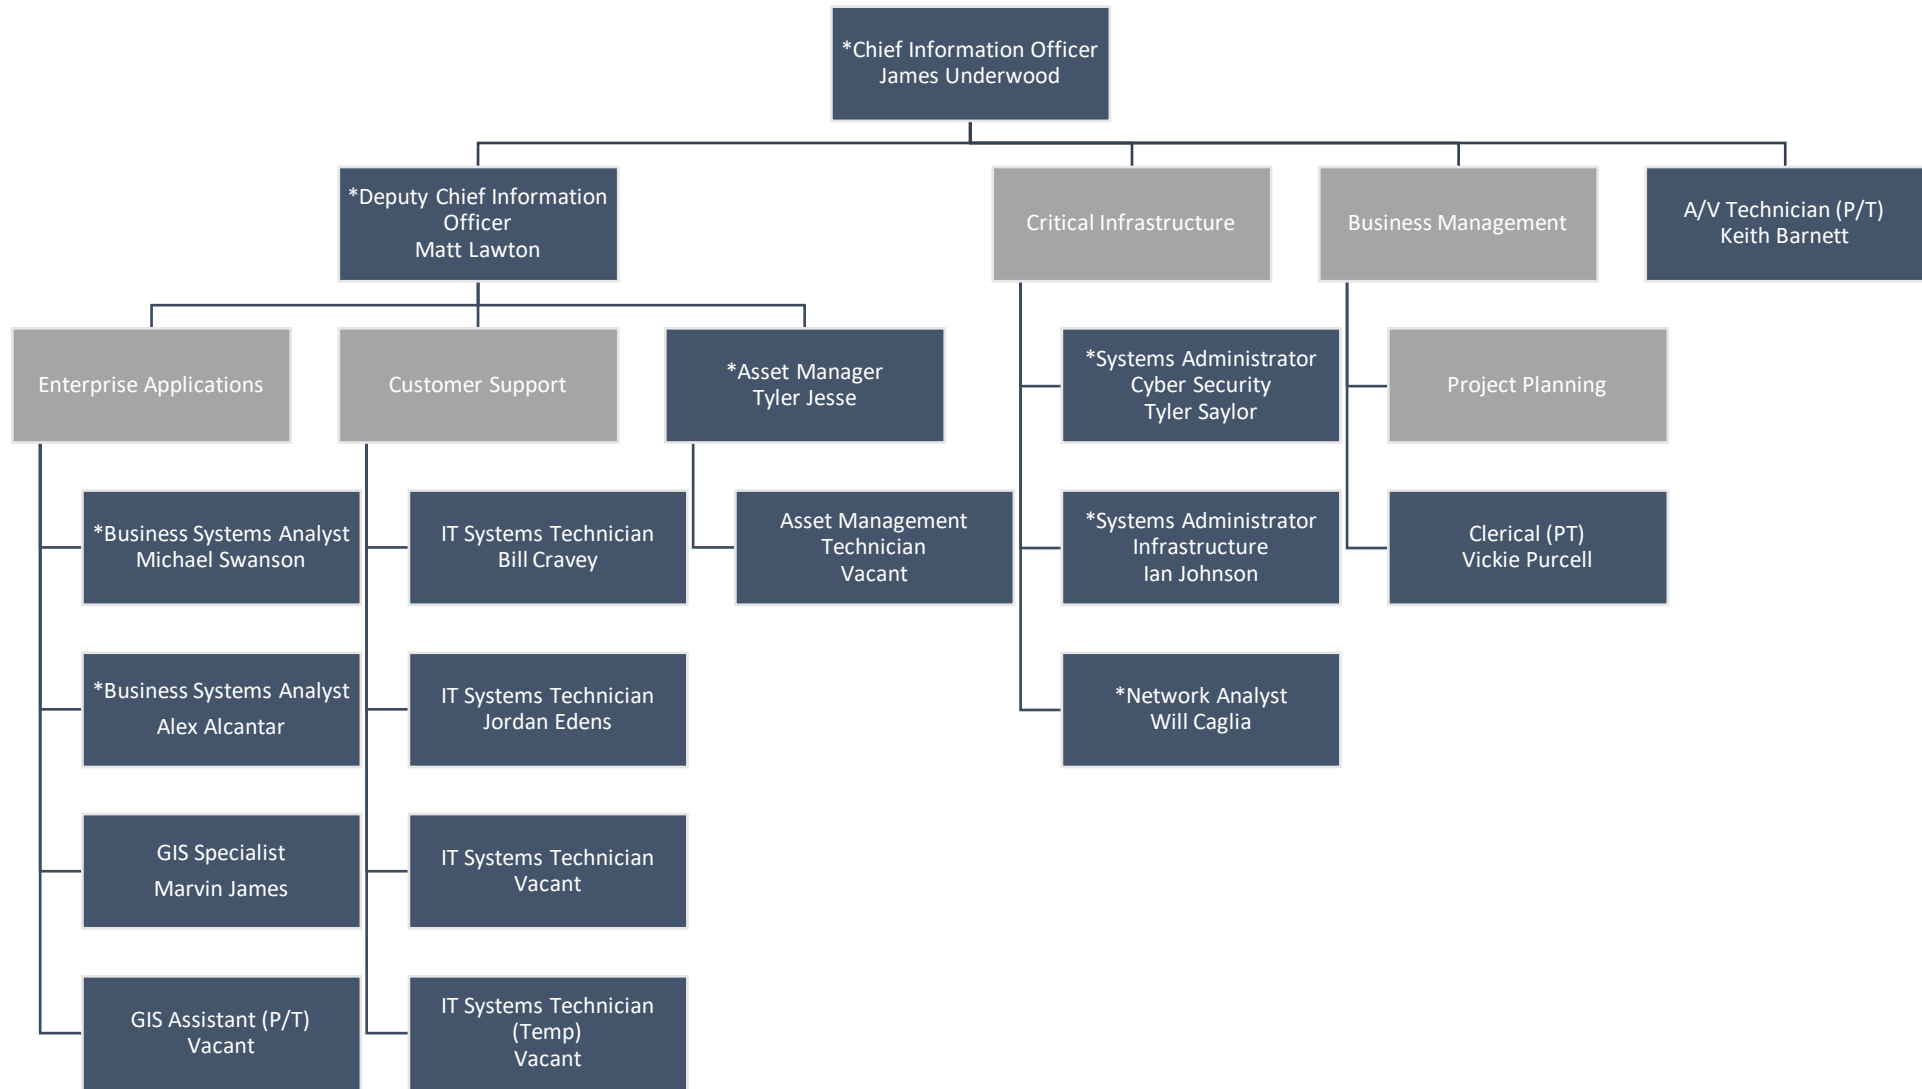 *Chief Information Officer
James Underwood
*Deputy Chief Information
Officer
Matt Lawton
Critical Infrastructure
Business Management
A/V Technician (P/T)
Keith Barnett
Enterprise Applications
Customer Support
*Asset Manager
Tyler Jesse
*Systems Administrator
Cyber Security
Tyler Saylor
Project Planning
*Business Systems Analyst
Michael Swanson
IT Systems Technician
Bill Cravey
Asset Management
Technician
Vacant
*Systems Administrator
Infrastructure
Ian Johnson
Clerical (PT)
Vickie Purcell
*Business Systems Analyst
Alex Alcantar
IT Systems Technician
Jordan Edens
*Network Analyst
Will Caglia
GIS Specialist
Marvin James
IT Systems Technician
Vacant
GIS Assistant (P/T)
Vacant
IT Systems Technician
(Temp)
Vacant